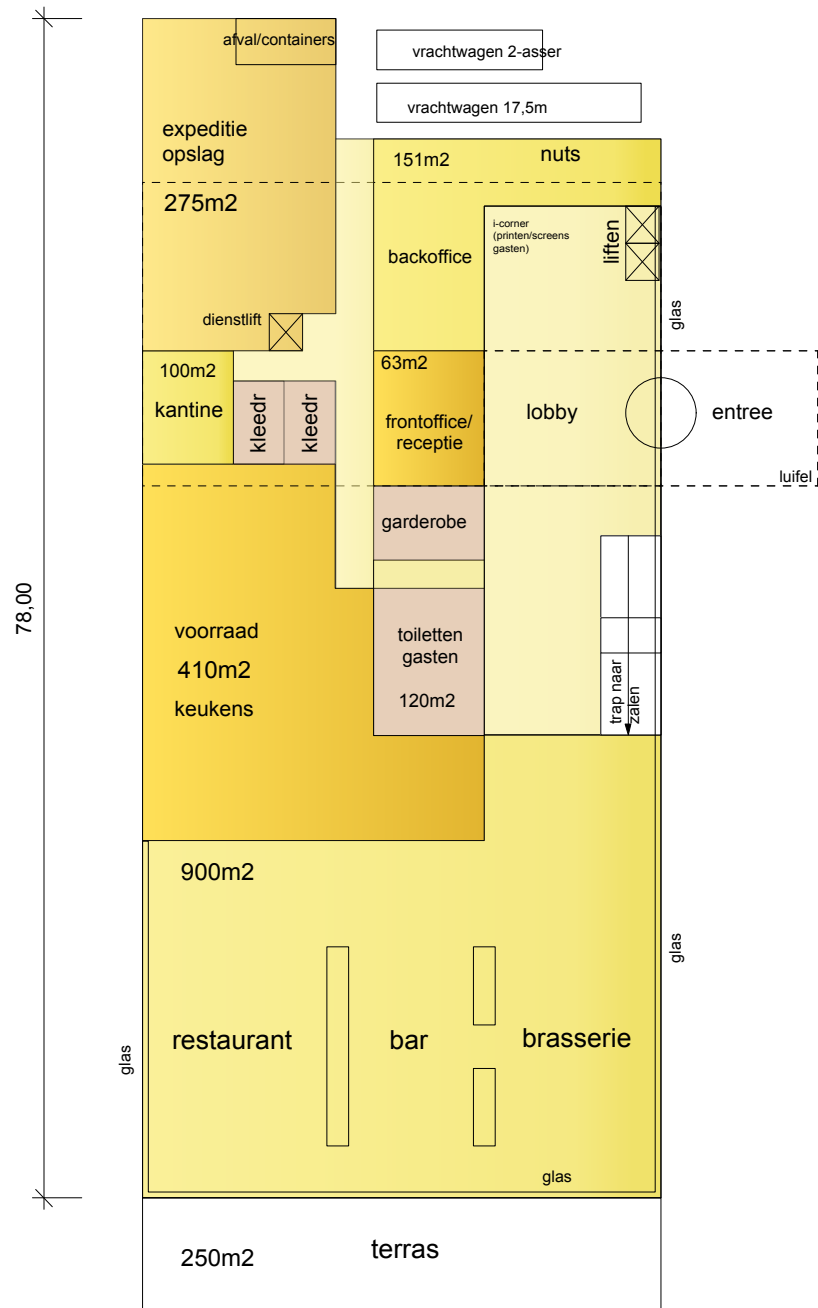 afval/containers
vrachtwagen 2-asser
vrachtwagen 17,5m
expeditie
opslag
275m2
151m2
nuts
i-corner
(printen/screens
gasten)
liften
backoffice
dienstlift
glas
100m2
kantine
kleedr
kleedr
63m2
frontoffice/
receptie
lobby
entree
luifel
garderobe
78,00
voorraad
410m2
keukens
toiletten
gasten
120m2
trap naar
zalen
900m2
glas
restaurant
bar
brasserie
glas
glas
250m2
terras